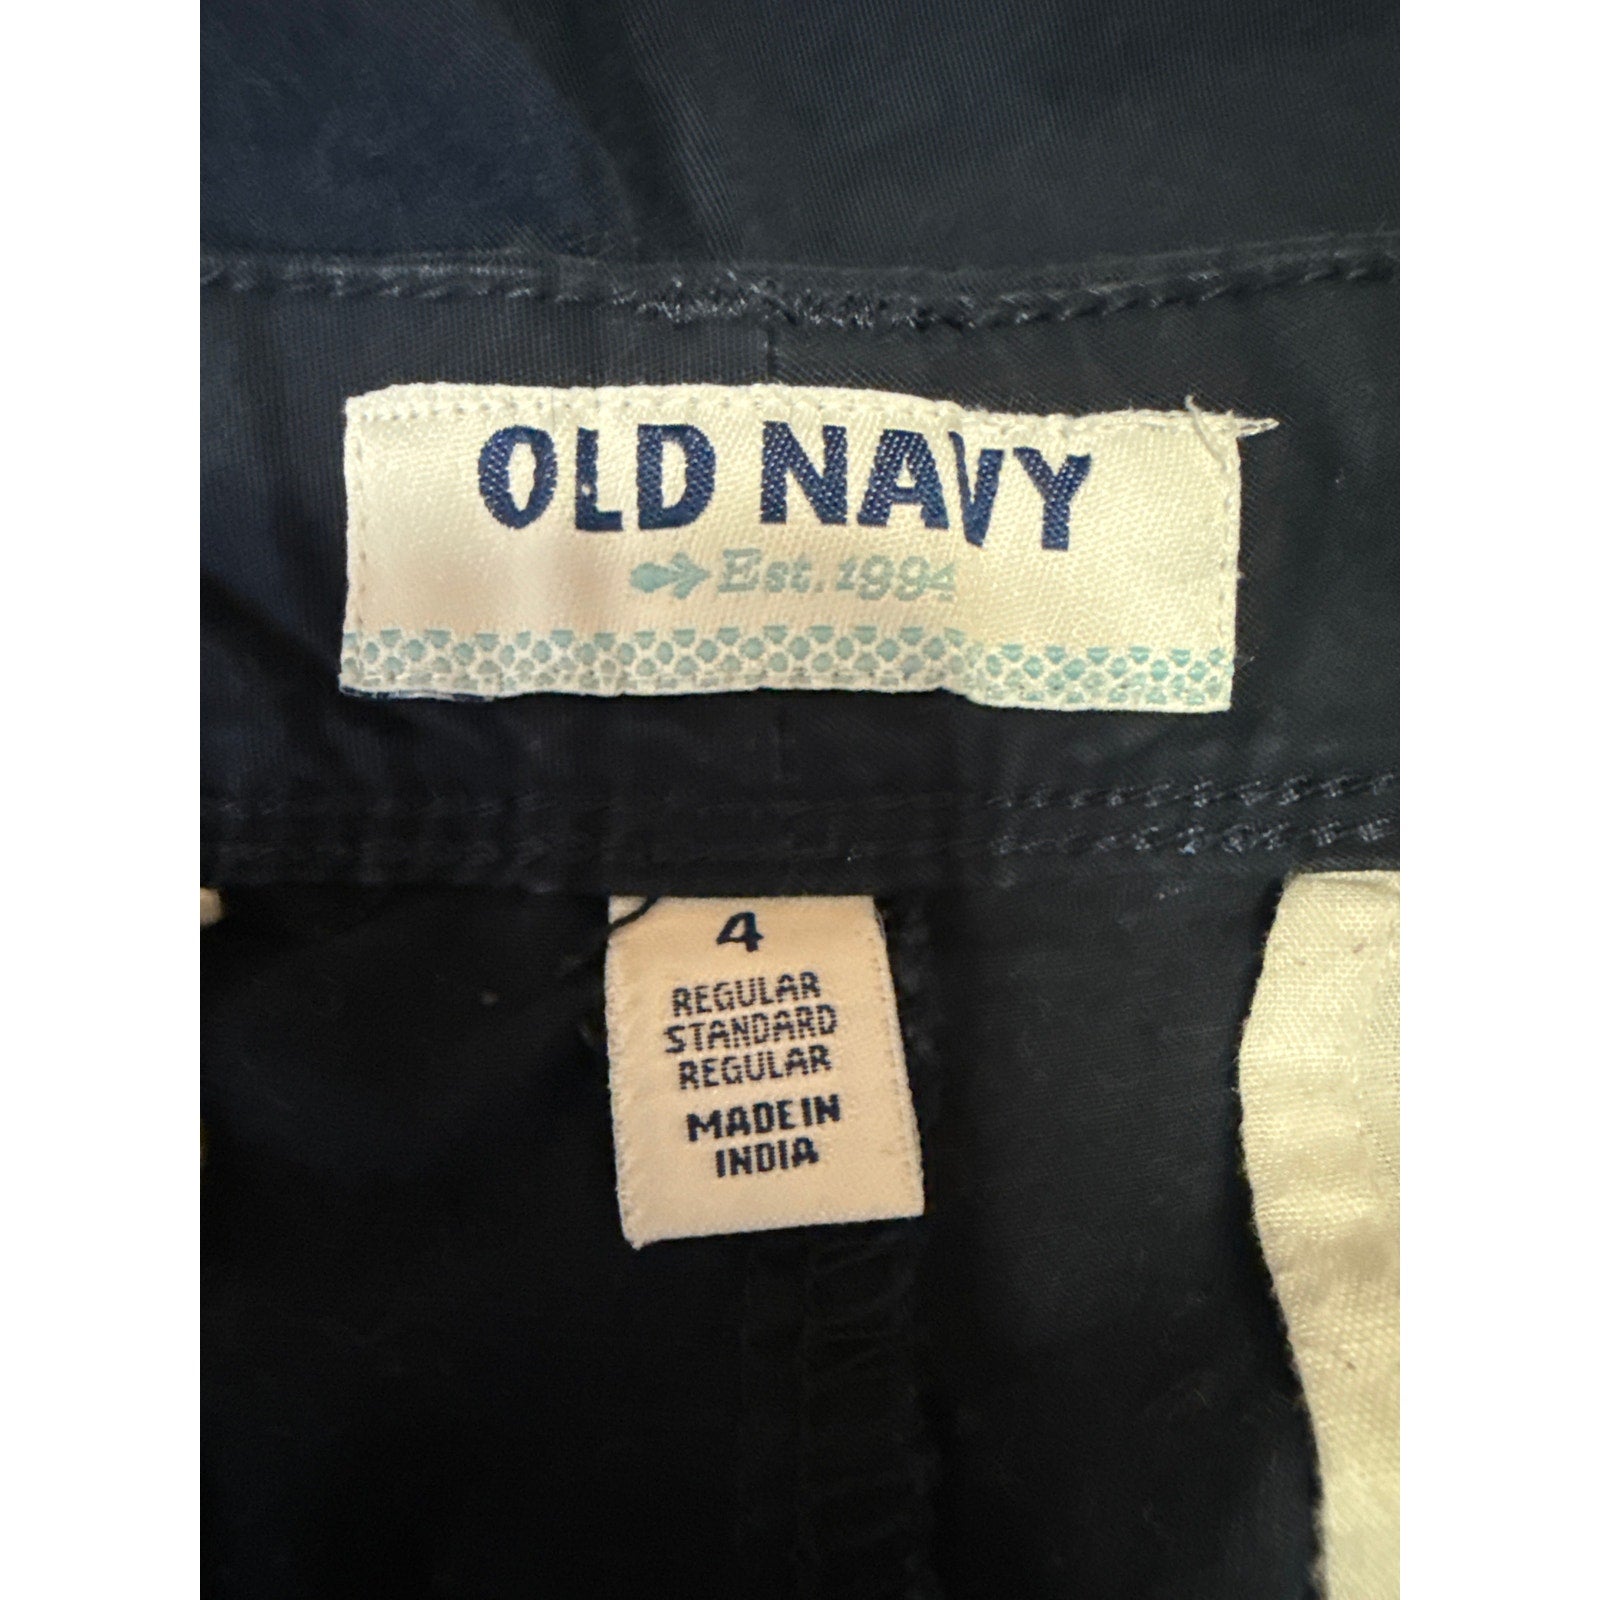 OLD NAVY
Est. 1994
4
REGULAR
STANDARD
REGULAR
MADE IN
INDIA